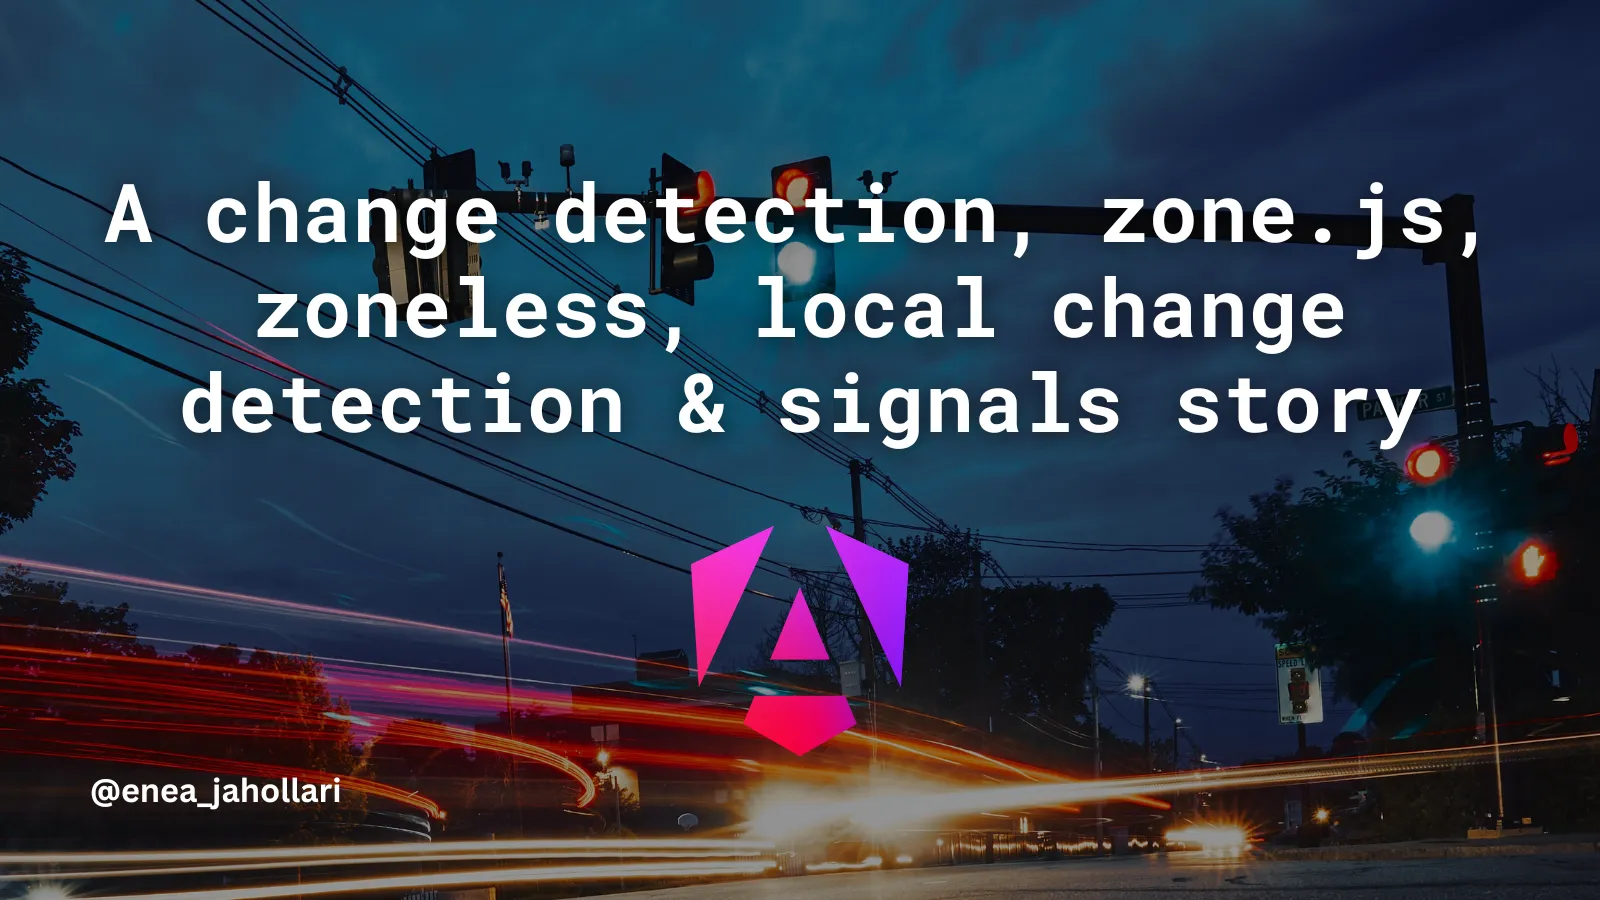 A change detection, zone.js,
zoneless, local change
detection & signals story
@enea_jahollari